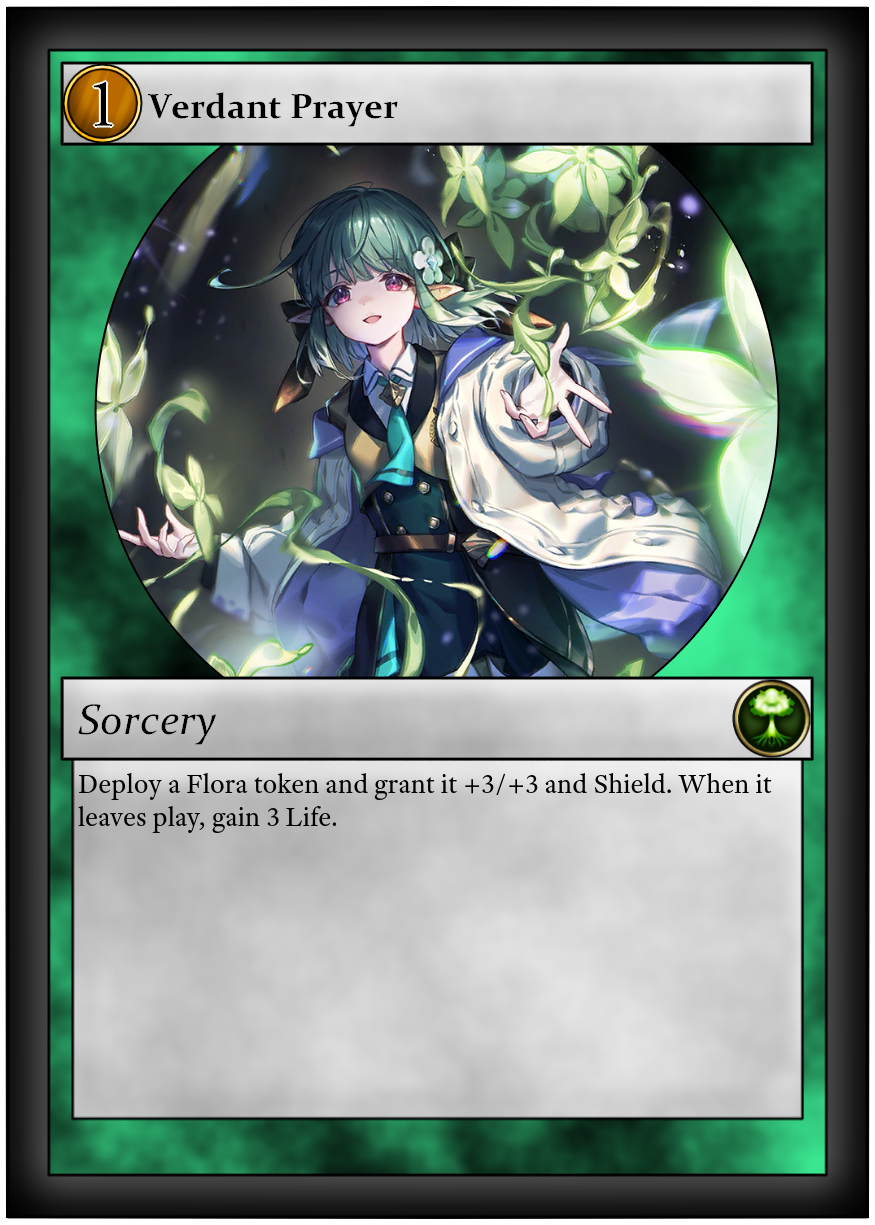 1 Verdant Prayer
Sorcery
Deploy a Flora token and grant it +3/+3 and Shield. When it
leaves play, gain 3 Life.